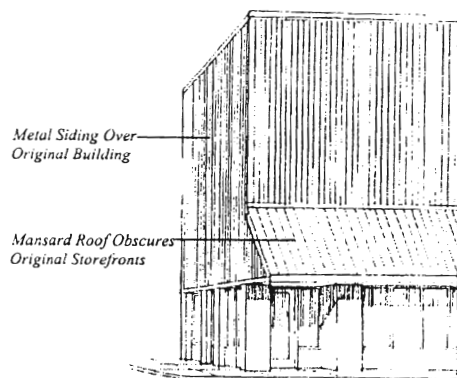 Metal Siding Over
Original Building
Mansard Roof Obscures
Original Storefronts